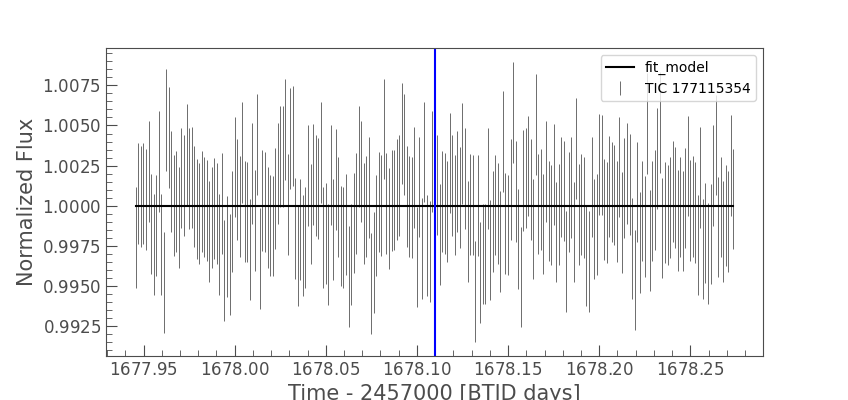 fit_model
TIC 177115354
1.0075
1.0050
1.0025
1.0000
0.9975
0.9950
0.9925
Normalized Flux
1677.95 1678.00 1678.05 1678.10 1678.15 1678.20 1678.25
Time - 2457000 [BTJD days]